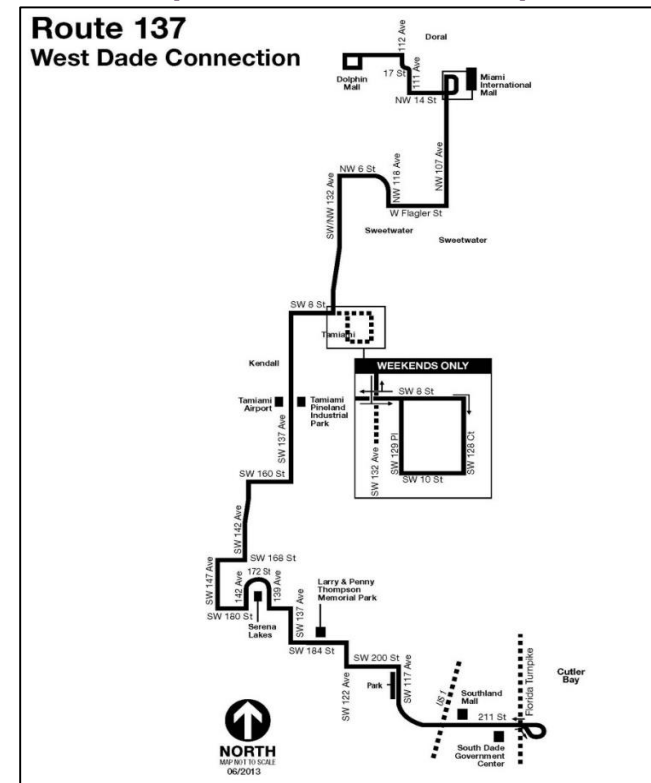 Route 137
West Dade Connection
Doral
112 Ave
Dolphin
Mall
17 St
111 Ave
NW 14 St
Miami
International
Mall
NW 107 Ave
NW 6 St
NW 118 Ave
W Flagler St
SW/NW 132 Ave
Sweetwater
Sweetwater
SW 8 St
Tamiami
Kendall
WEEKENDS ONLY
SW 8 St
SW 132 Ave
SW 129 Pl
SW 128 Ct
SW 10 St
Tamiami
Airport
Tamiami
Pineland
Industrial
Park
SW 137 Ave
SW 160 St
SW 142 Ave
SW 168 St
SW 147 Ave
172 St
142 Ave
139 Ave
SW 180 St
Serena
Lakes
SW 137 Ave
Larry & Penny
Thompson
Memorial Park
SW 184 St
SW 122 Ave
SW 200 St
Park
SW 117 Ave
US 1
Southland
Mall
211 St
Florida Turnpike
Cutler
Bay
South Dade
Government
Center
NORTH
MAP NOT TO SCALE
06/2013